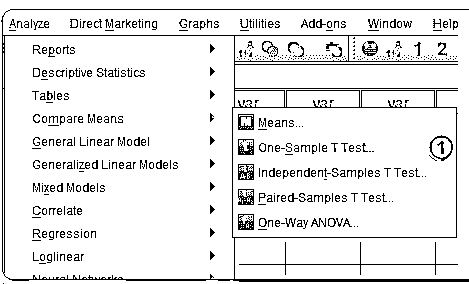 Analyze Direct Marketing Graphs Utilities Add-ons Window Help
Reports
Descriptive Statistics
Tables
Compare Means
General Linear Model
Generalized Linear Models
Mixed Models
Correlate
Regression
Loglinear
Neural Networks
1 2
var var var var
Means...
One-Sample T Test...
1
Independent-Samples T Test...
Paired-Samples T Test...
One-Way ANOVA...